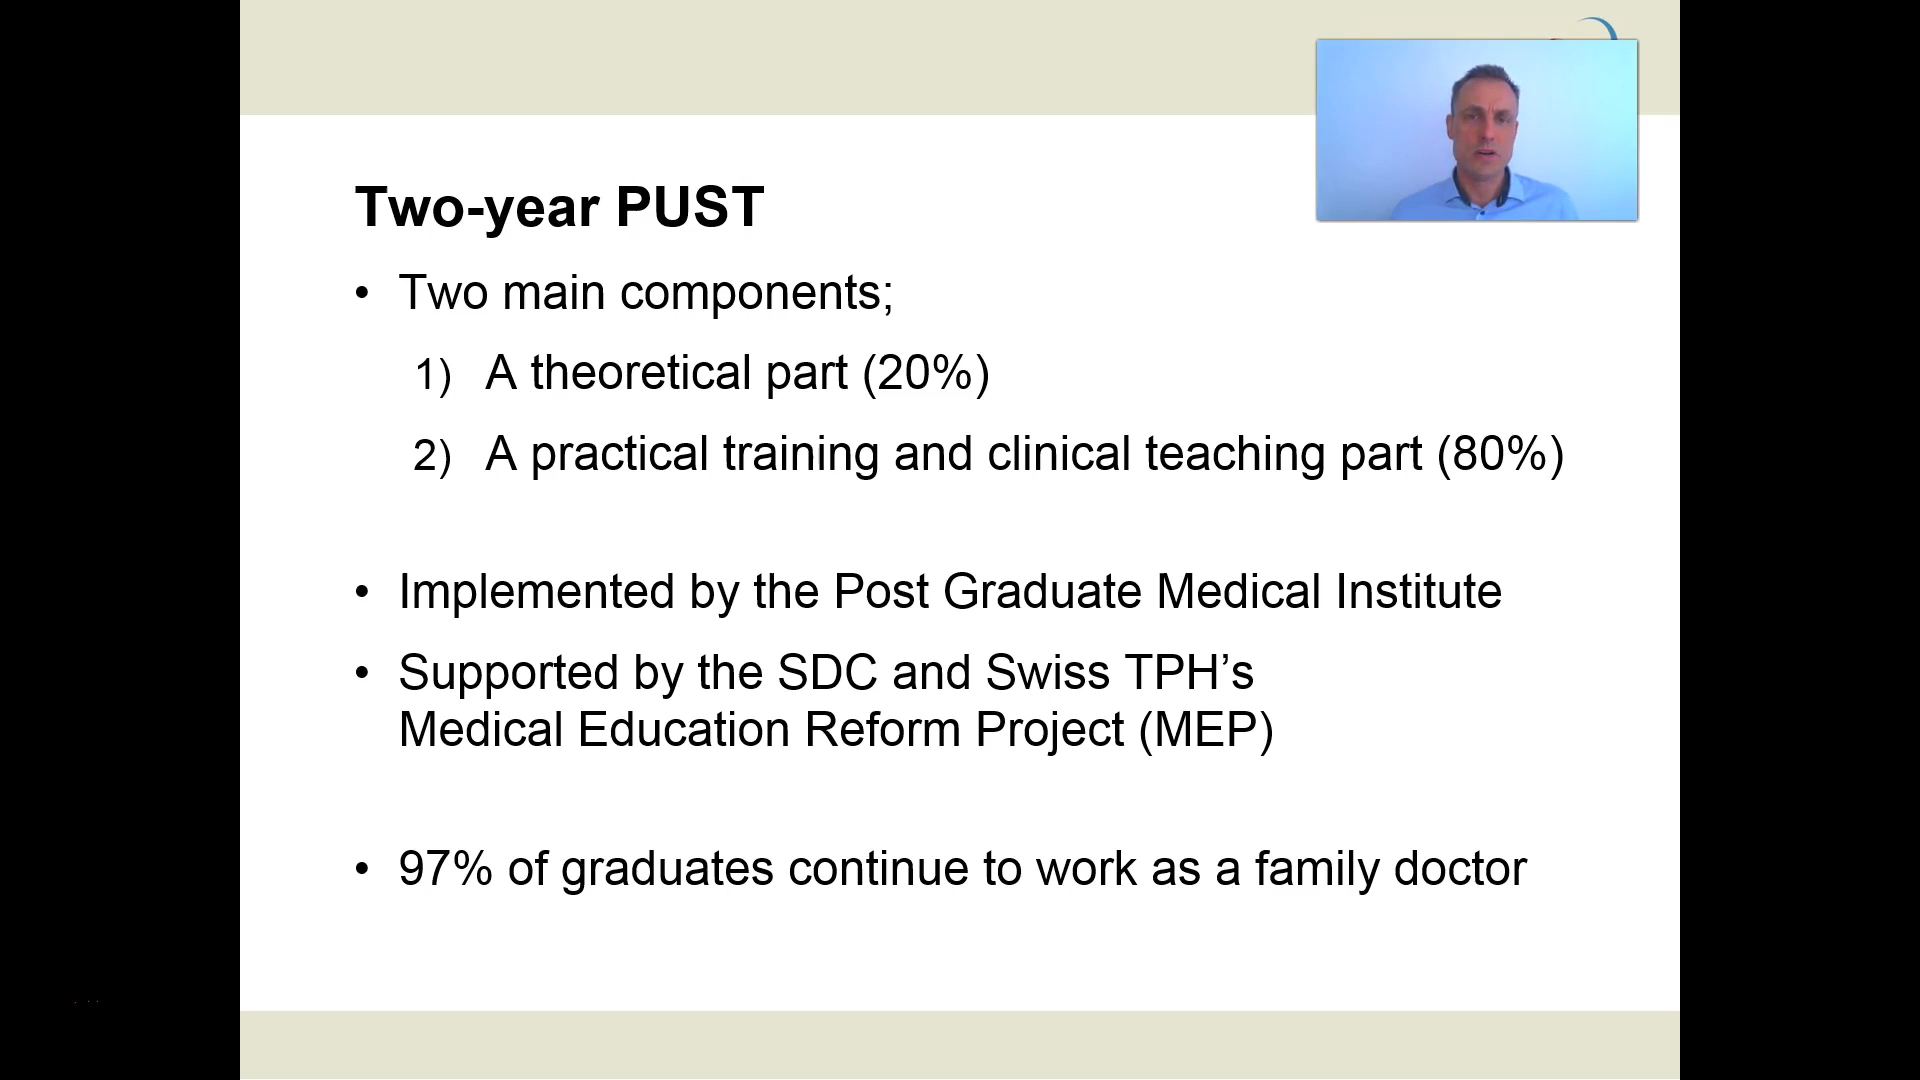 Two-year PUST
• Two main components;
1) A theoretical part (20%)
2) A practical training and clinical teaching part (80%)
• Implemented by the Post Graduate Medical Institute
• Supported by the SDC and Swiss TPH’s
Medical Education Reform Project (MEP)
• 97% of graduates continue to work as a family doctor